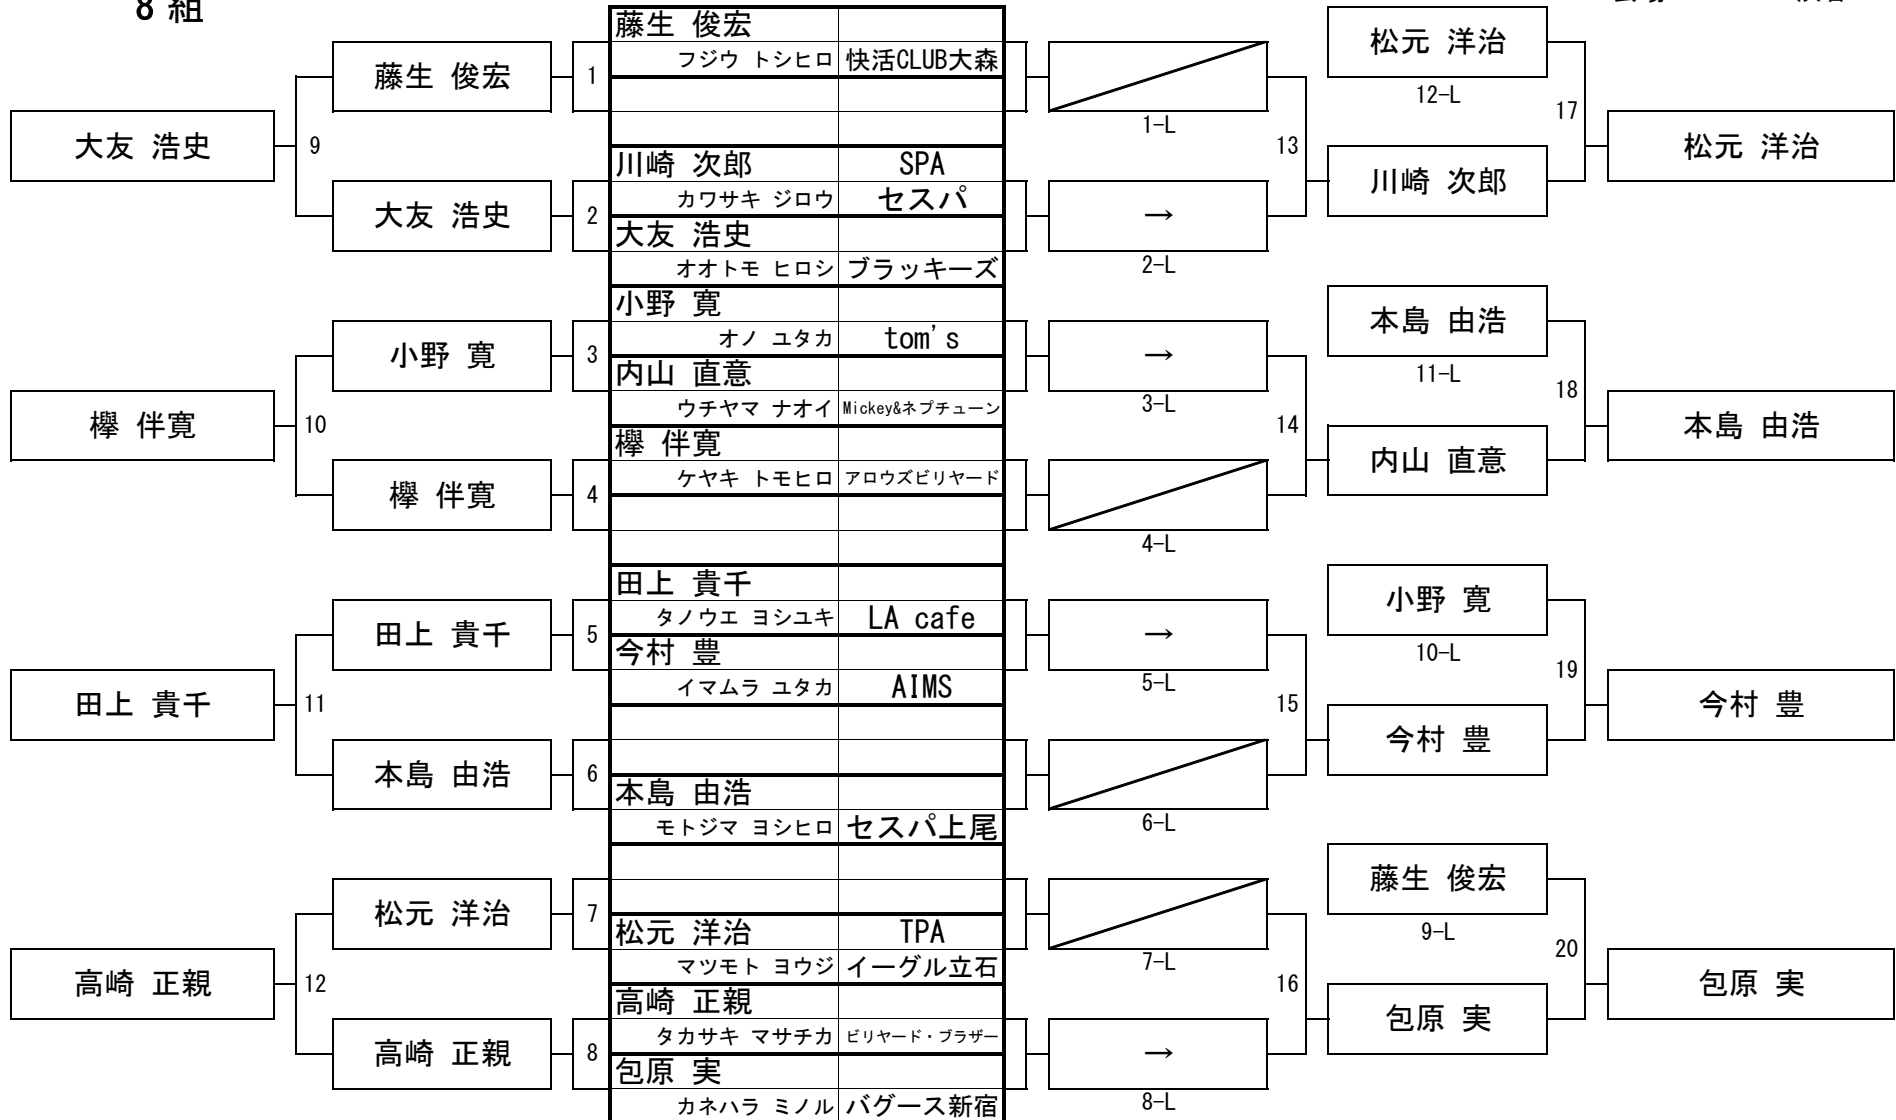 8 組
藤生 俊宏
フジウ トシヒロ 快活CLUB大森
川崎 次郎 SPA
カワサキ ジロウ セスパ
大友 浩史
オオトモ ヒロシ ブラッキーズ
小野 寛
オノ ユタカ tom's
内山 直意
ウチヤマ ナオイ Mickey&ネプチューン
欅 伴寛
ケヤキ トモヒロ アロウズビリヤード
田上 貴千
タノウエ ヨシユキ LA cafe
今村 豊
イマムラ ユタカ AIMS
本島 由浩
モトジマ ヨシヒロ セスパ上尾
松元 洋治 TPA
マツモト ヨウジ イーグル立石
高崎 正親
タカサキ マサチカ ビリヤード・ブラザー
包原 実
カネハラ ミノル バグース新宿
藤生 俊宏
1
大友 浩史
2
小野 寛
3
欅 伴寛
4
田上 貴千
5
本島 由浩
6
松元 洋治
7
高崎 正親
8
大友 浩史
9
欅 伴寛
10
田上 貴千
11
高崎 正親
12
1-L
→
2-L
→
3-L
4-L
→
5-L
6-L
7-L
→
8-L
13
14
15
16
松元 洋治
12-L
川崎 次郎
17
松元 洋治
本島 由浩
11-L
内山 直意
18
本島 由浩
小野 寛
10-L
今村 豊
19
今村 豊
藤生 俊宏
9-L
包原 実
20
包原 実